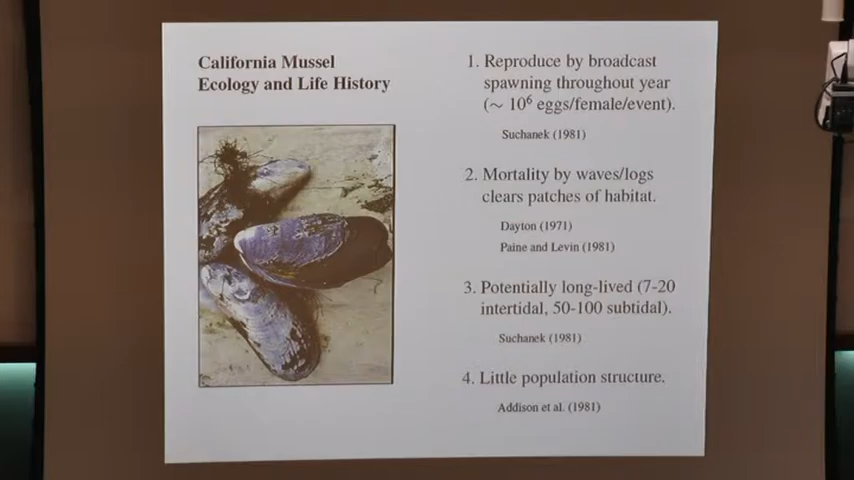 California Mussel
Ecology and Life History
1. Reproduce by broadcast
spawning throughout year
(∼ 10⁶ eggs/female/event).
Suchanek (1981)
2. Mortality by waves/logs
clears patches of habitat.
Dayton (1971)
Paine and Levin (1981)
3. Potentially long-lived (7-20
intertidal, 50-100 subtidal).
Suchanek (1981)
4. Little population structure.
Addison et al. (1981)